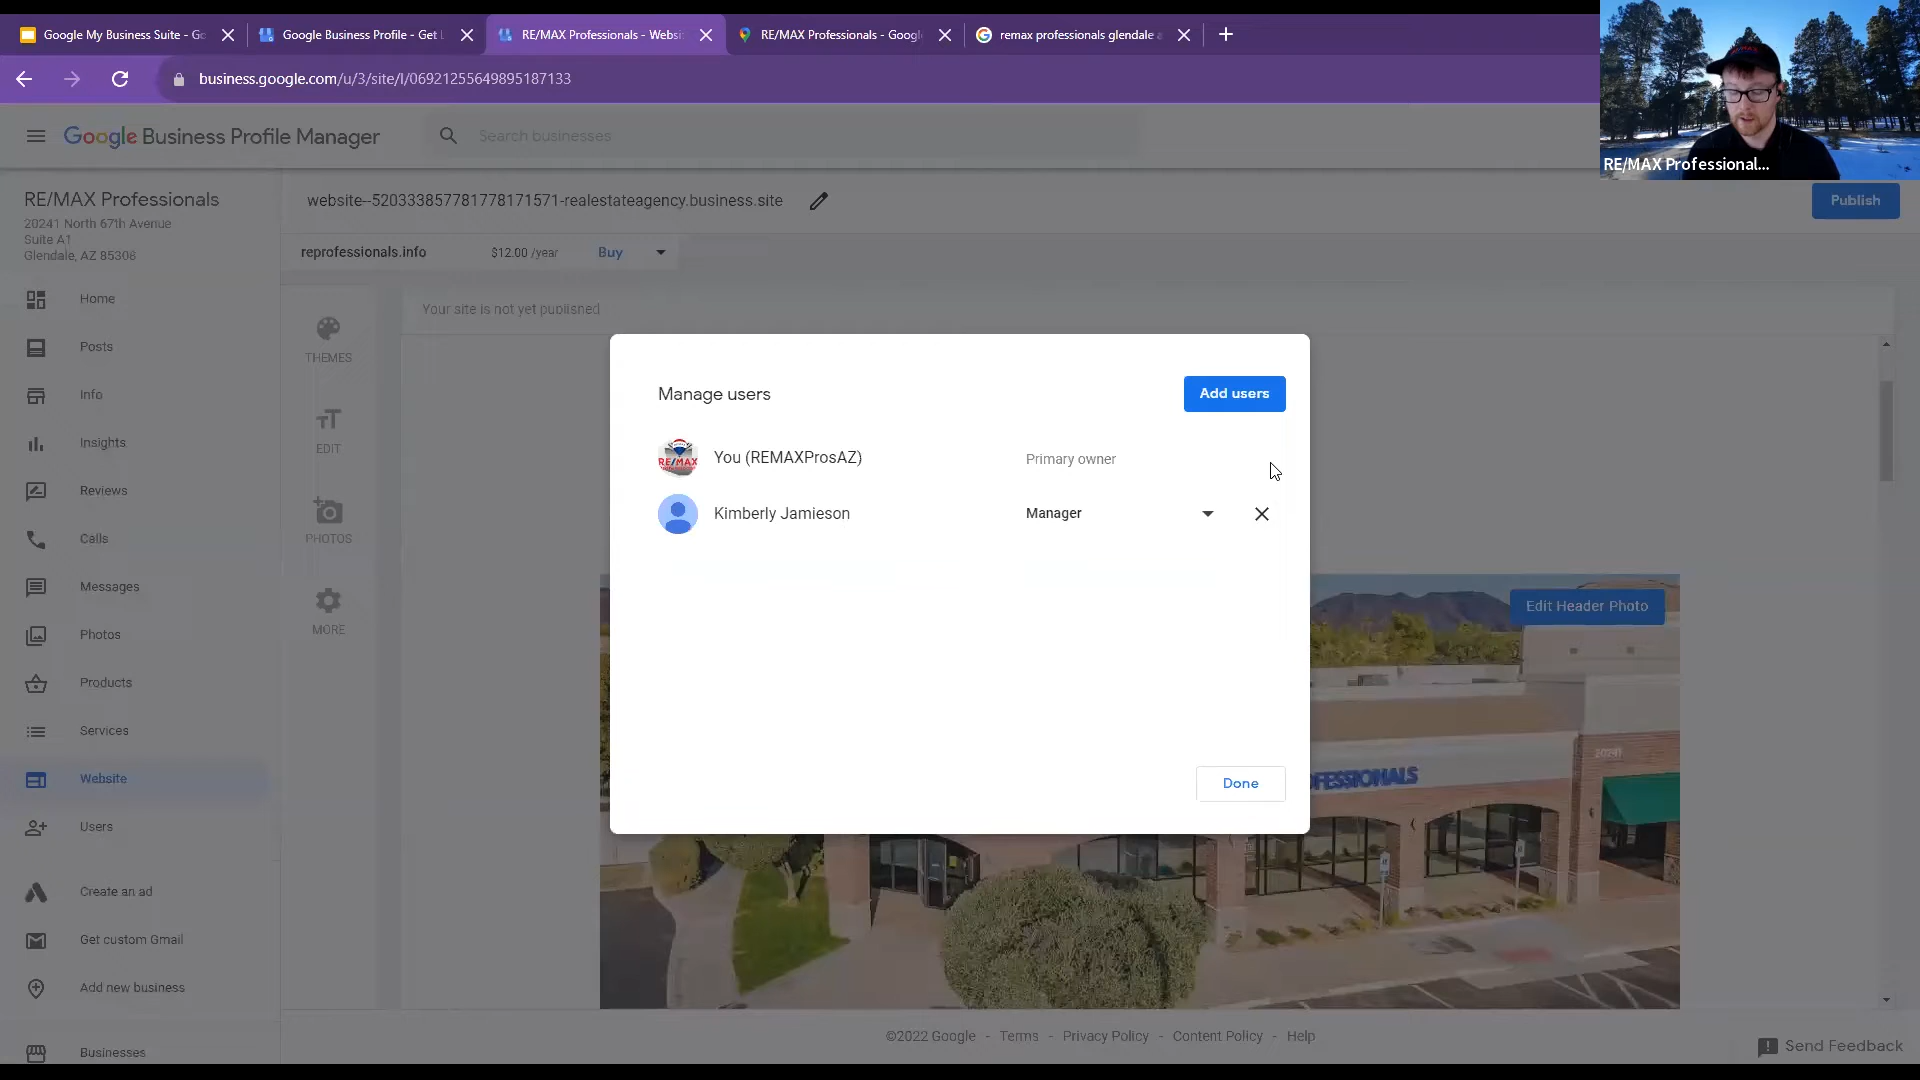 Google My Business Suite - Go
Google Business Profile - Get L
RE/MAX Professionals - Websi
RE/MAX Professionals - Googl
remax professionals glendale a
business.google.com/u/3/site/l/06921255649895187133
RE/MAX Professional...
Google Business Profile Manager
Search businesses
RE/MAX Professionals
20241 North 67th Avenue
Suite A1
Glendale, AZ 85308
website--520333857781778171571-realestateagency.business.site
Publish
reprofessionals.info
$12.00 /year
Buy
Your site is not yet published
Home
Posts
Info
Insights
Reviews
Calls
Messages
Photos
Products
Services
Website
Users
Create an ad
Get custom Gmail
Add new business
Businesses
THEMES
EDIT
PHOTOS
MORE
Manage users
Add users
RE/MAX
You (REMAXProsAZ)
Primary owner
Kimberly Jamieson
Manager
Done
Edit Header Photo
20241
OFESSIONALS
©2022 Google - Terms - Privacy Policy - Content Policy - Help
Send Feedback